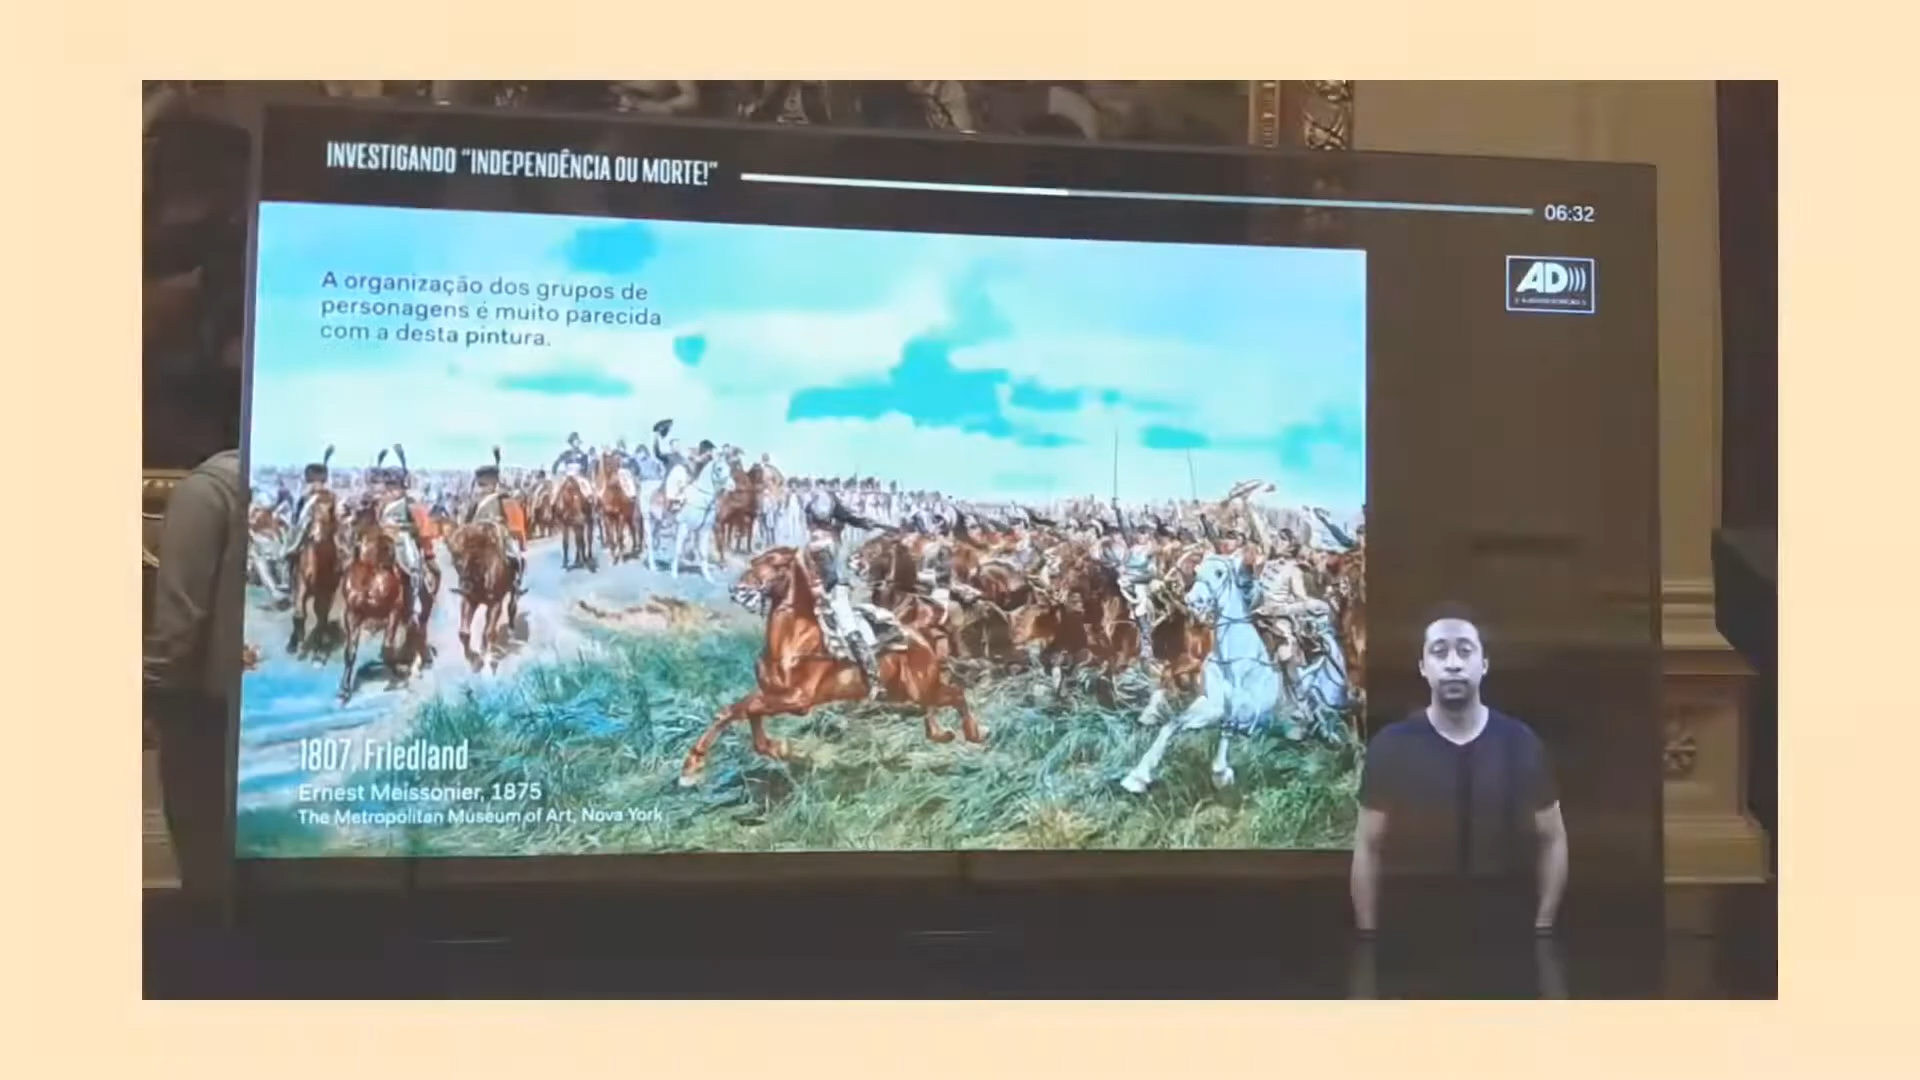 INVESTIGANDO "INDEPENDÊNCIA OU MORTE!"
06:32
A organização dos grupos de
personagens é muito parecida
com a desta pintura.
AD)))
1807, Friedland
Ernest Meissonier, 1875
The Metropolitan Museum of Art, Nova York